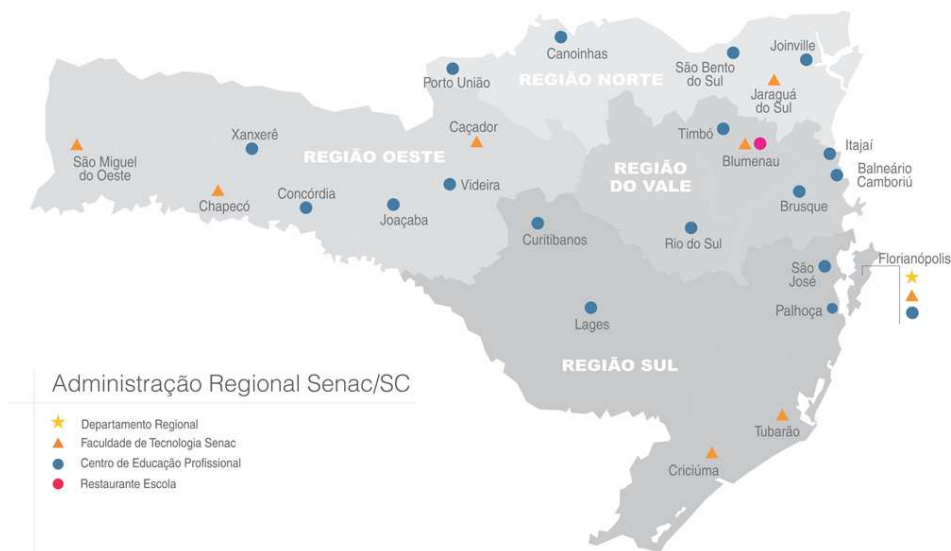 Canoinhas
Joinville
São Bento
do Sul
Porto União
REGIÃO NORTE
Jaraguá
do Sul
Caçador
Timbó
Xanxerê
REGIÃO OESTE
Itajaí
São Miguel
do Oeste
REGIÃO
DO VALE
Blumenau
Balneário
Camboriú
Videira
Chapecó
Concórdia
Joaçaba
Brusque
Curitibanos
Rio do Sul
São
José
Florianópolis
Palhoça
Lages
REGIÃO SUL
Tubarão
Criciúma
Administração Regional Senac/SC
Departamento Regional
Faculdade de Tecnologia Senac
Centro de Educação Profissional
Restaurante Escola